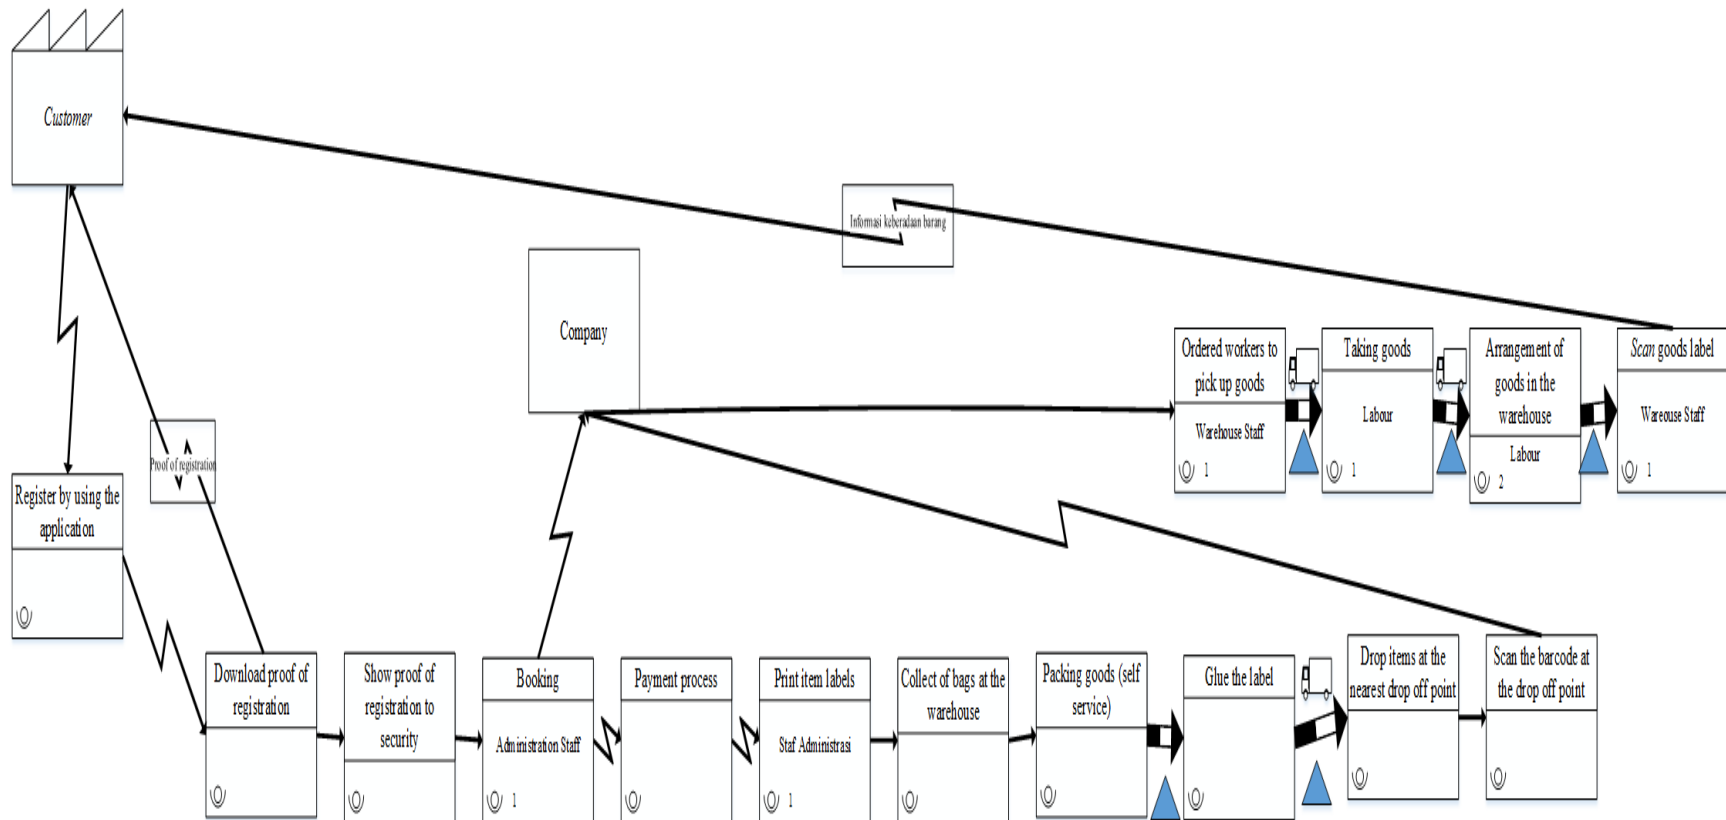 Customer
Informasi keberadaan barang
Company
Ordered workers to
pick up goods
Warehouse Staff
1
Taking goods
Labour
1
Arrangement of
goods in the
warehouse
Labour
2
Scan goods label
Wareouse Staff
1
Proof of registration
Register by using the
application
Download proof of
registration
Show proof of
registration to
security
Booking
Administration Staff
1
Payment process
Print item labels
Staf Administrasi
1
Collect of bags at the
warehouse
Packing goods (self
service)
Glue the label
Drop items at the
nearest drop off point
Scan the barcode at
the drop off point